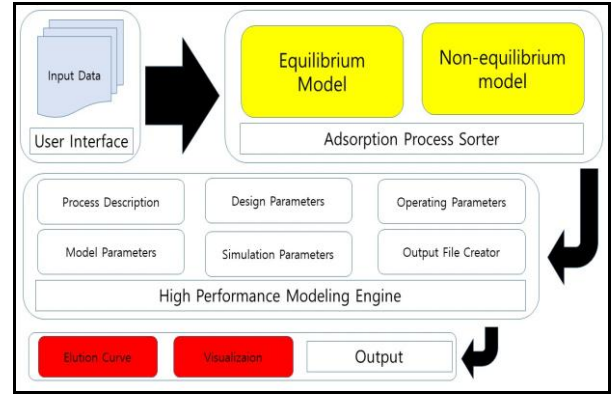 Input Data
User Interface
Equilibrium
Model
Non-equilibrium
model
Adsorption Process Sorter
Process Description
Design Parameters
Operating Parameters
Model Parameters
Simulation Parameters
Output File Creator
High Performance Modeling Engine
Elution Curve
Visualizaion
Output